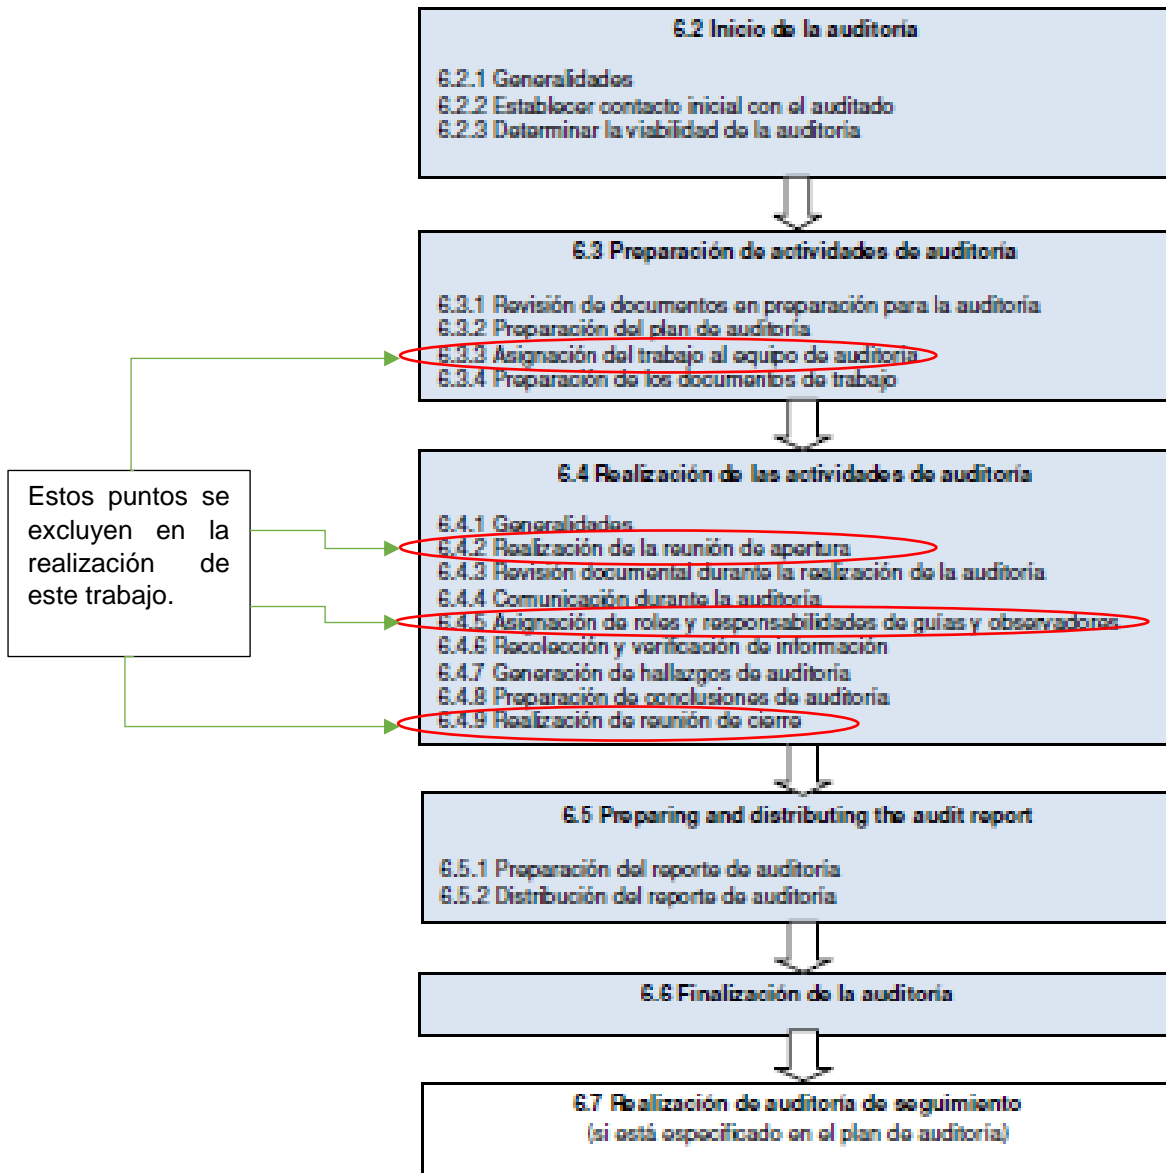 6.2 Inicio de la auditoría
6.2.1 Generalidades
6.2.2 Establecer contacto inicial con el auditado
6.2.3 Determinar la viabilidad de la auditoría
6.3 Preparación de actividades de auditoría
6.3.1 Revisión de documentos en preparación para la auditoría
6.3.2 Preparación del plan de auditoría
6.3.3 Asignación del trabajo al equipo de auditoría
6.3.4 Preparación de los documentos de trabajo
Estos puntos se
excluyen en la
realización de
este trabajo.
6.4 Realización de las actividades de auditoría
6.4.1 Generalidades
6.4.2 Realización de la reunión de apertura
6.4.3 Revisión documental durante la realización de la auditoría
6.4.4 Comunicación durante la auditoría
6.4.5 Asignación de roles y responsabilidades de guías y observadores
6.4.6 Recolección y verificación de información
6.4.7 Generación de hallazgos de auditoría
6.4.8 Preparación de conclusiones de auditoría
6.4.9 Realización de reunión de cierre
6.5 Preparing and distributing the audit report
6.5.1 Preparación del reporte de auditoría
6.5.2 Distribución del reporte de auditoría
6.6 Finalización de la auditoría
6.7 Realización de auditoría de seguimiento
(si está especificado en el plan de auditoría)